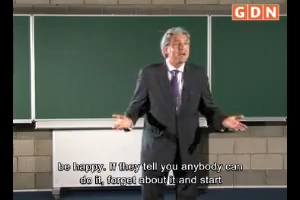 GDN
be happy. If they tell you anybody can
do it, forget about it and start